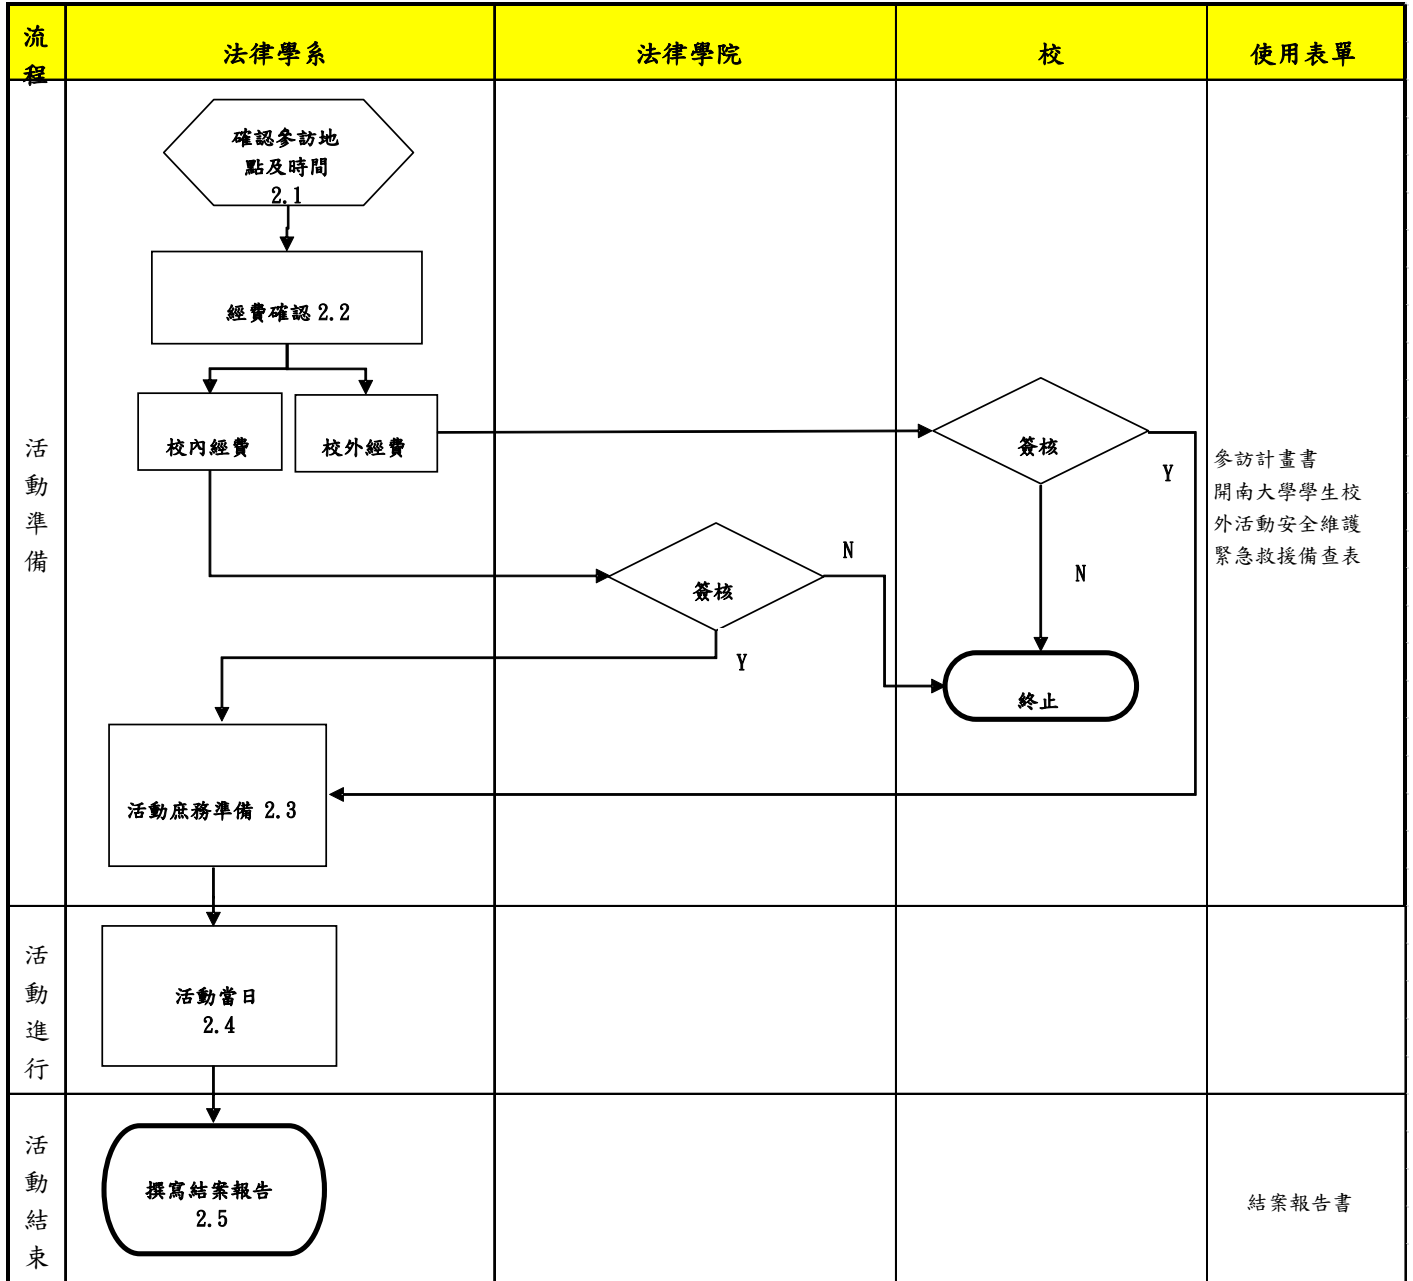 流
程
法律學系
法律學院
校
使用表單
活
動
準
備
確認參訪地
點及時間
2.1
經費確認 2.2
校內經費
校外經費
簽核
Y
N
參訪計畫書
開南大學學生校
外活動安全維護
緊急救援備查表
簽核
N
Y
終止
活動庶務準備 2.3
活
動
進
行
活動當日
2.4
活
動
結
束
撰寫結案報告
2.5
結案報告書